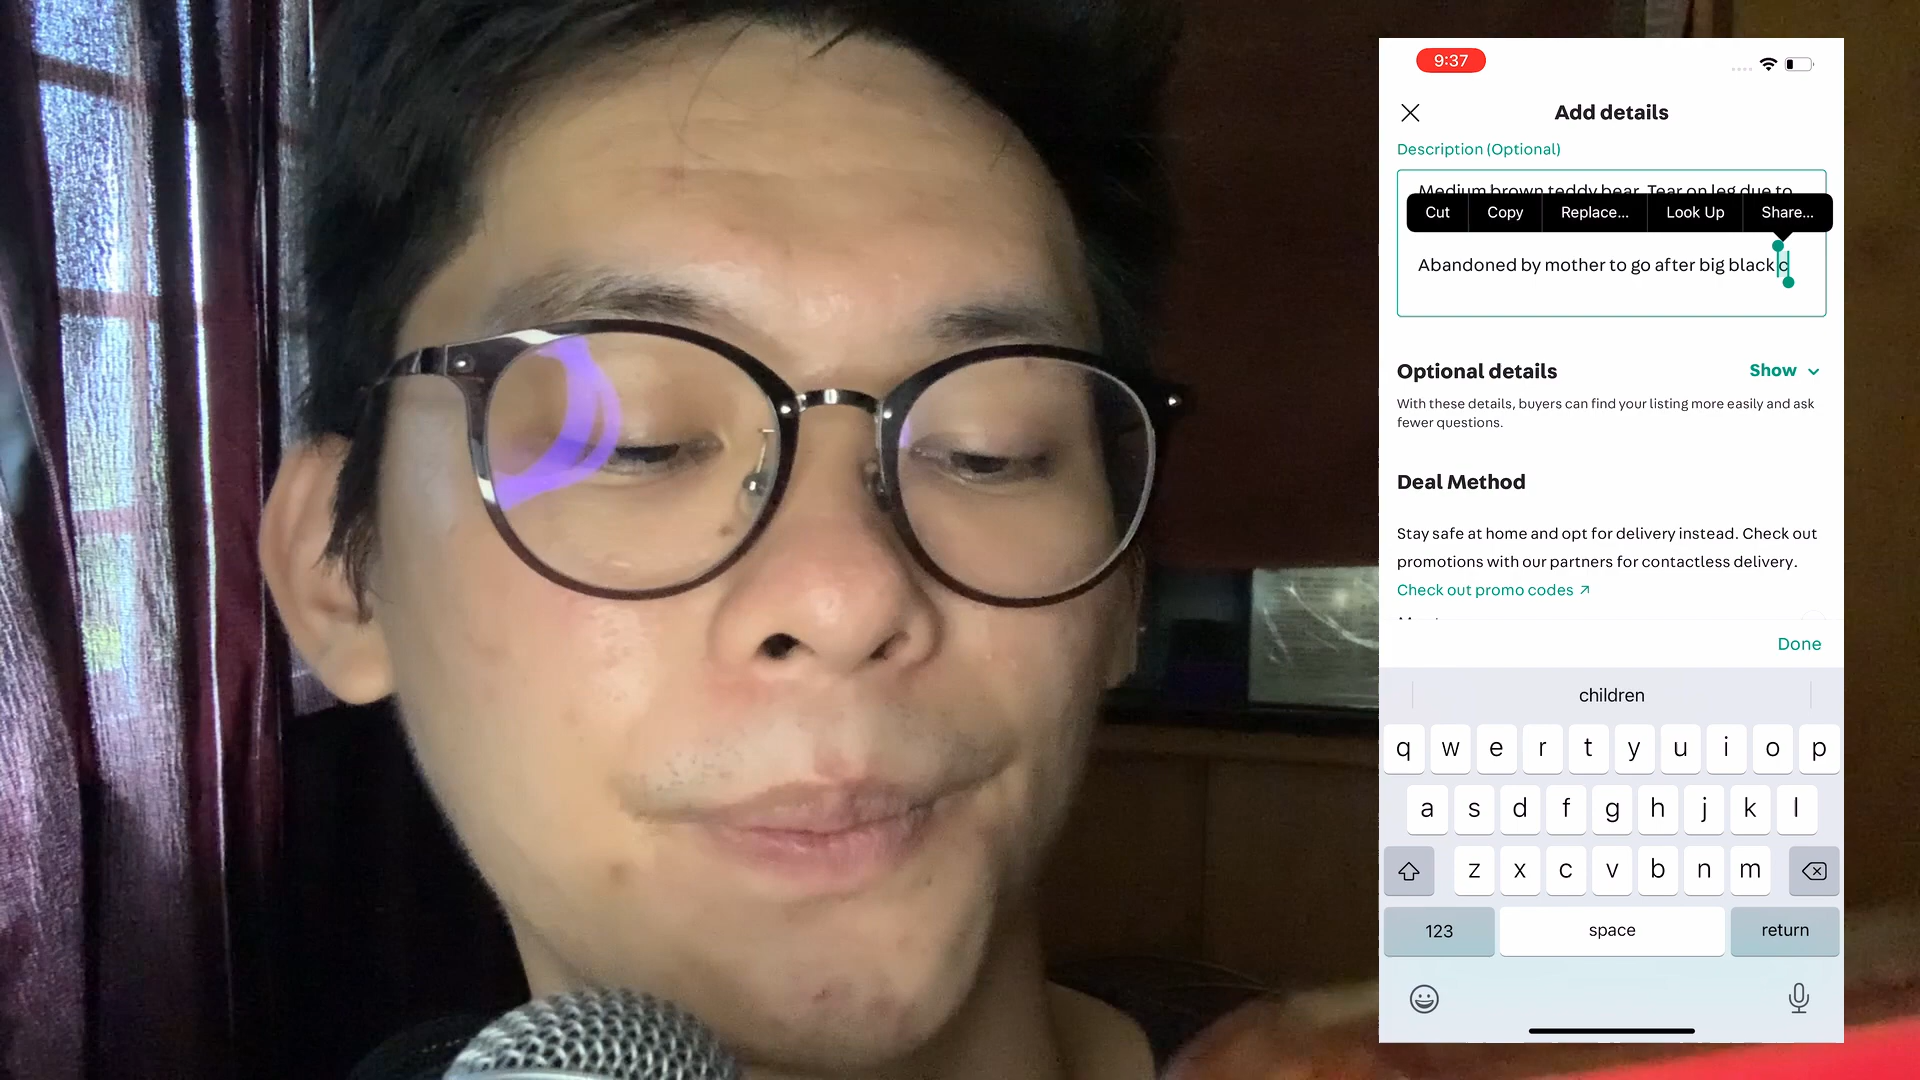 9:37
Add details
Description (Optional)
Medium brown teddy bear. Tear on leg due to
Cut Copy Replace... Look Up Share...
Abandoned by mother to go after big black c
Optional details Show
With these details, buyers can find your listing more easily and ask
fewer questions.
Deal Method
Stay safe at home and opt for delivery instead. Check out
promotions with our partners for contactless delivery.
Check out promo codes ↗
Done
children
q w e r t y u i o p
a s d f g h j k l
z x c v b n m
123 space return